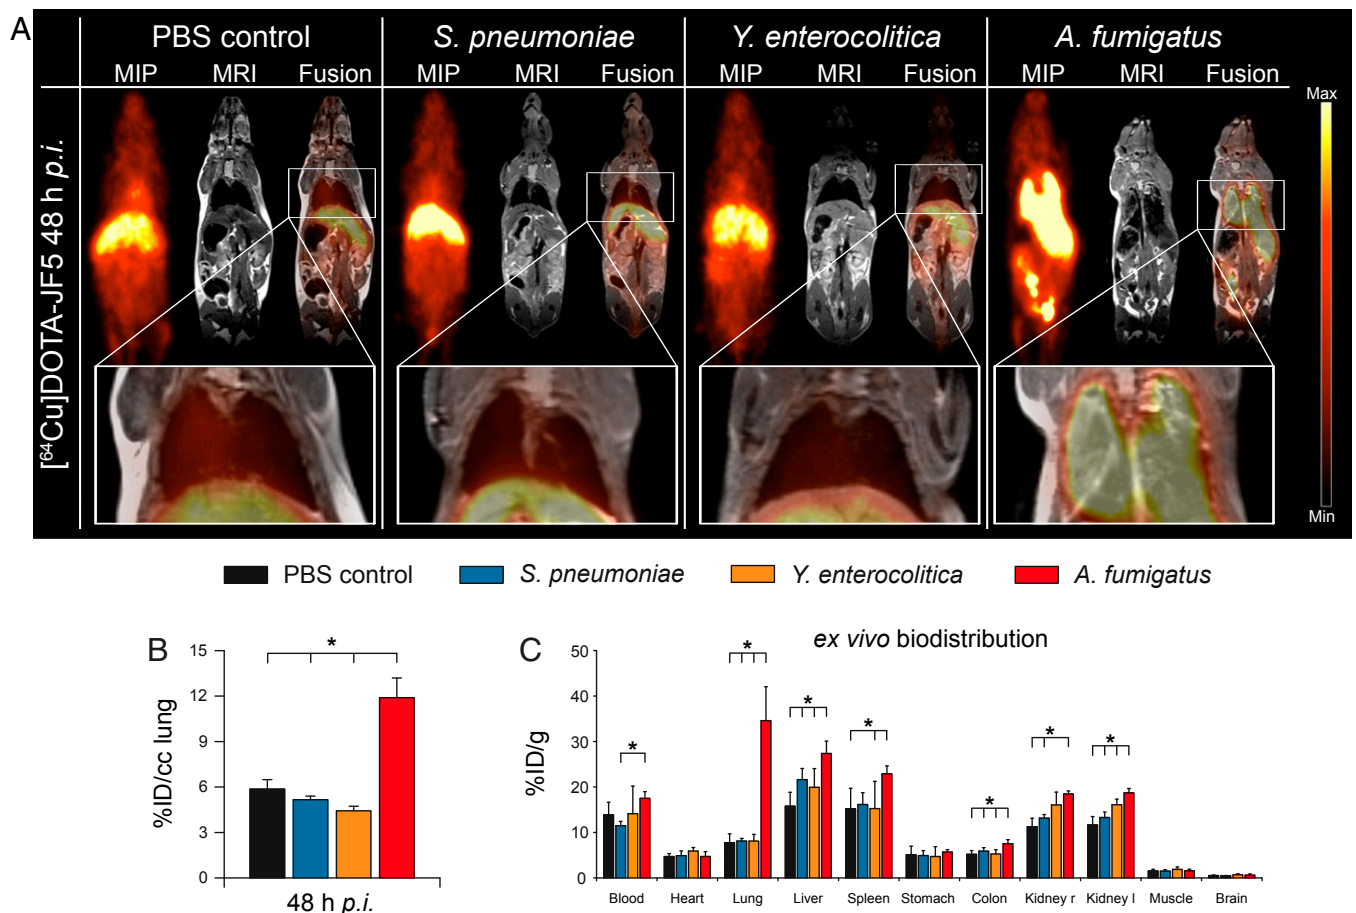 A
PBS control
S. pneumoniae
Y. enterocolitica
A. fumigatus
MIP MRI Fusion
MIP MRI Fusion
MIP MRI Fusion
MIP MRI Fusion
[⁶⁴Cu]DOTA-JF5 48 h p.i.
Max
Min
PBS control
S. pneumoniae
Y. enterocolitica
A. fumigatus
B
%ID/cc lung
15
12
9
6
3
0
*
48 h p.i.
C
ex vivo biodistribution
%ID/g
50
40
30
20
10
0
* * * * * * *
Blood Heart Lung Liver Spleen Stomach Colon Kidney r Kidney l Muscle Brain